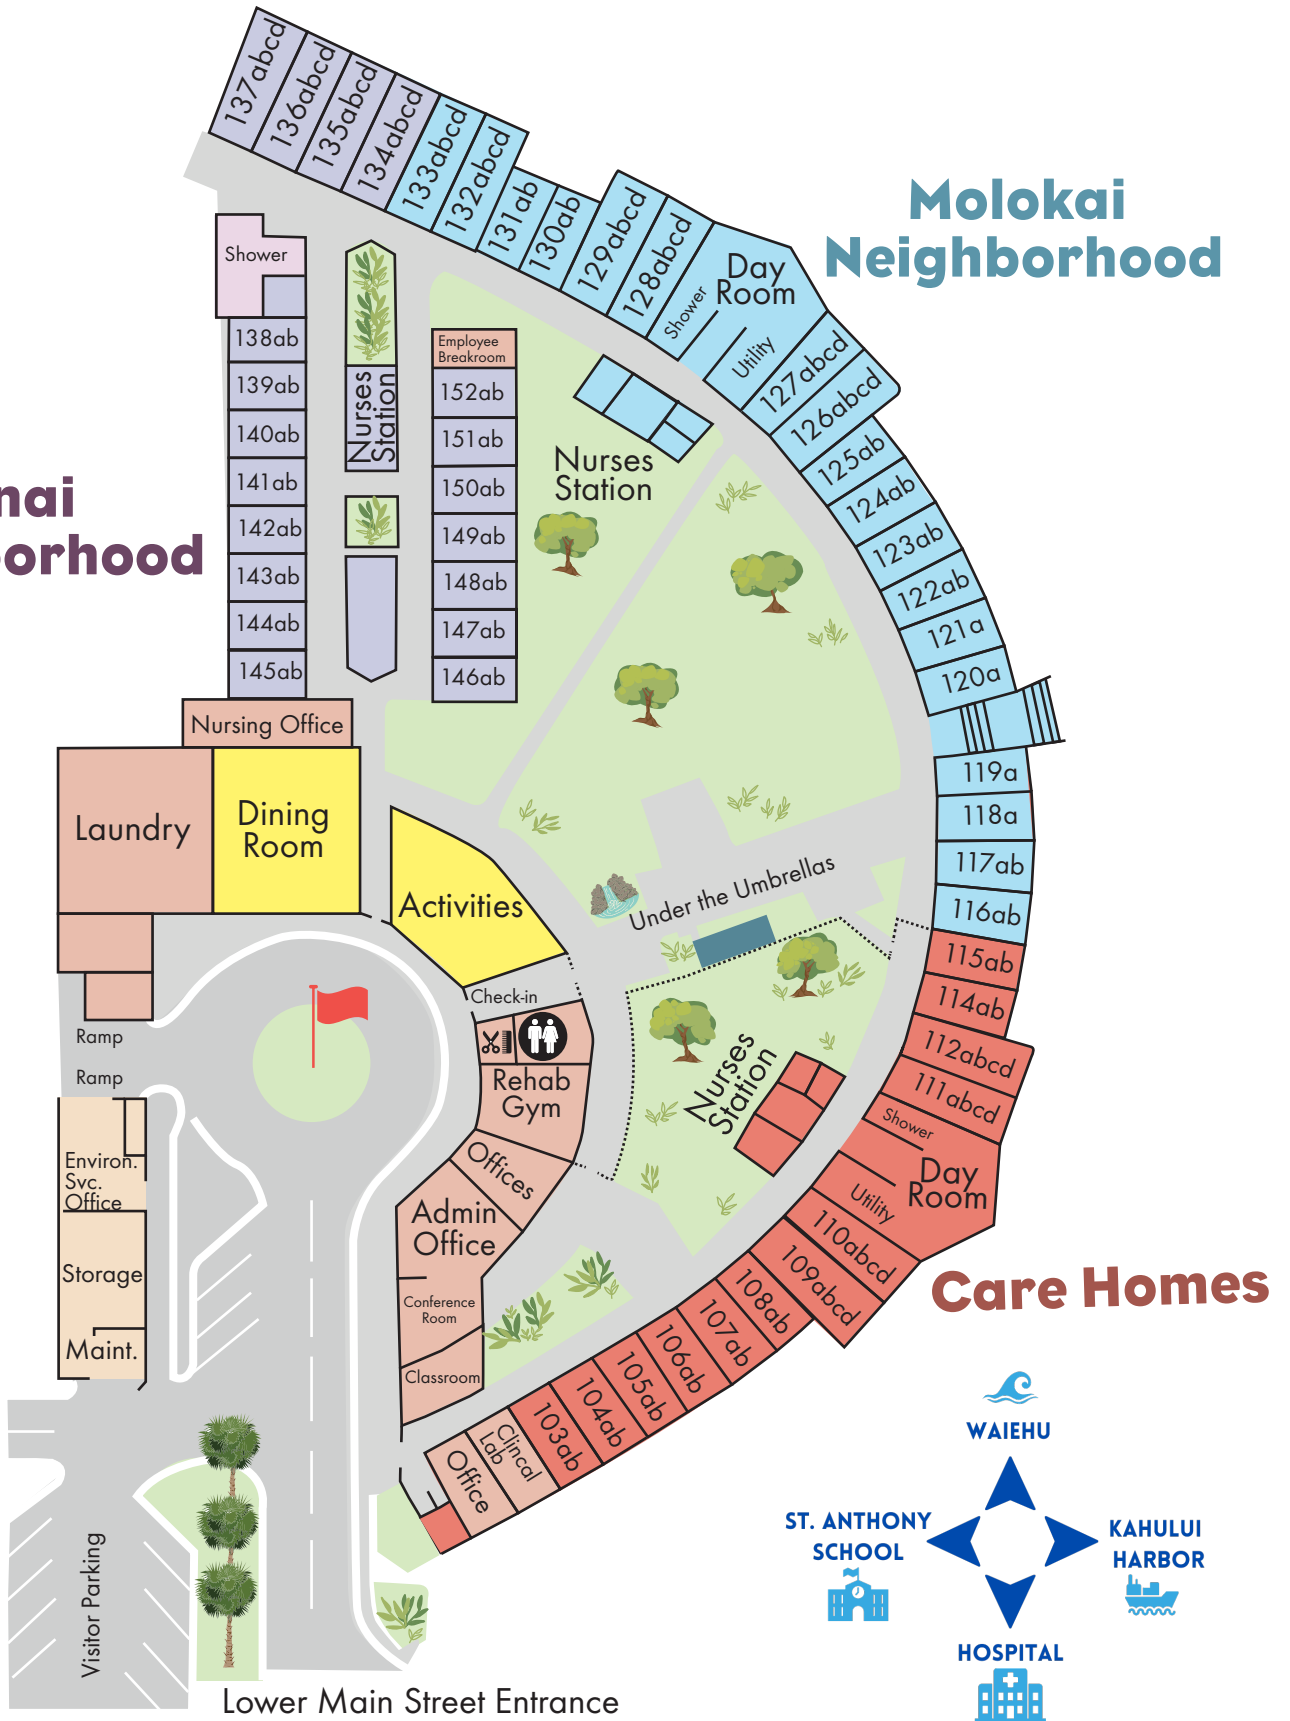 137abcd
136abcd
135abcd
134abcd
133abcd
132abcd
131ab
130ab
129abcd
128abcd
Shower
Day
Room
Utility
127abcd
126abcd
125ab
124ab
123ab
122ab
121a
120a
119a
118a
117ab
116ab
Molokai
Neighborhood
Shower
138ab
139ab
140ab
141ab
142ab
143ab
144ab
145ab
Nurses
Station
Employee
Breakroom
152ab
151ab
150ab
149ab
148ab
147ab
146ab
Nurses
Station
nai
orhood
Nursing Office
Laundry
Dining
Room
Activities
Under the Umbrellas
Check-in
Rehab
Gym
Offices
Admin
Office
Conference
Room
Classroom
Ramp
Ramp
Environ.
Svc.
Office
Storage
Maint.
Nurses
Station
115ab
114ab
112abcd
111abcd
Shower
Day
Room
Utility
110abcd
109abcd
108ab
107ab
106ab
105ab
104ab
103ab
Clincal
Lab
Office
Care Homes
WAIEHU
ST. ANTHONY
SCHOOL
KAHULUI
HARBOR
HOSPITAL
Visitor Parking
Lower Main Street Entrance